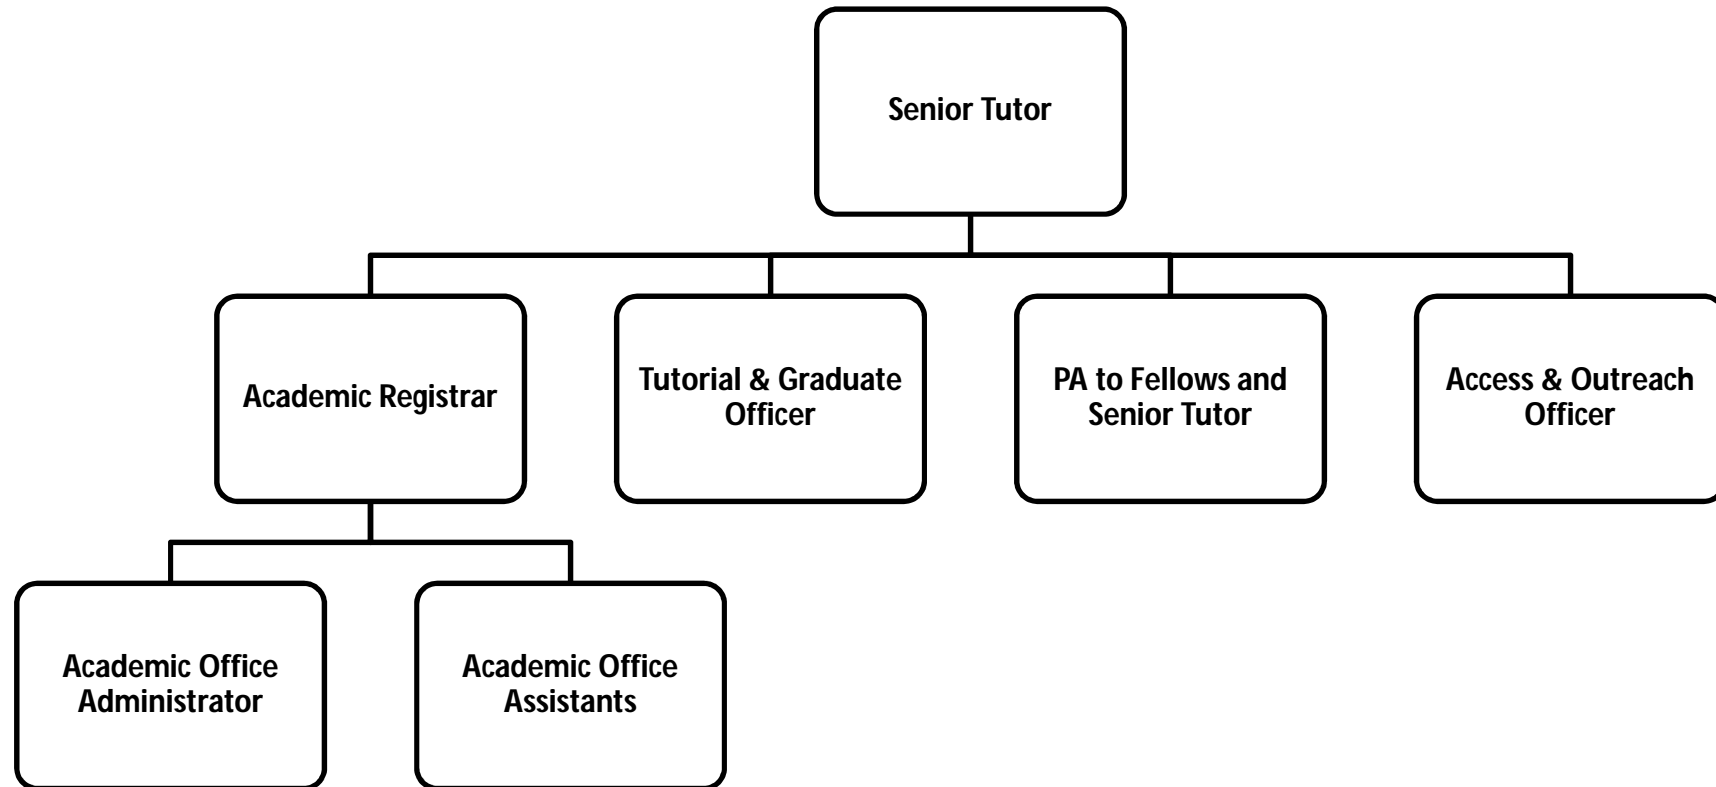 Senior Tutor
Academic Registrar
Tutorial & Graduate
Officer
PA to Fellows and
Senior Tutor
Access & Outreach
Officer
Academic Office
Administrator
Academic Office
Assistants